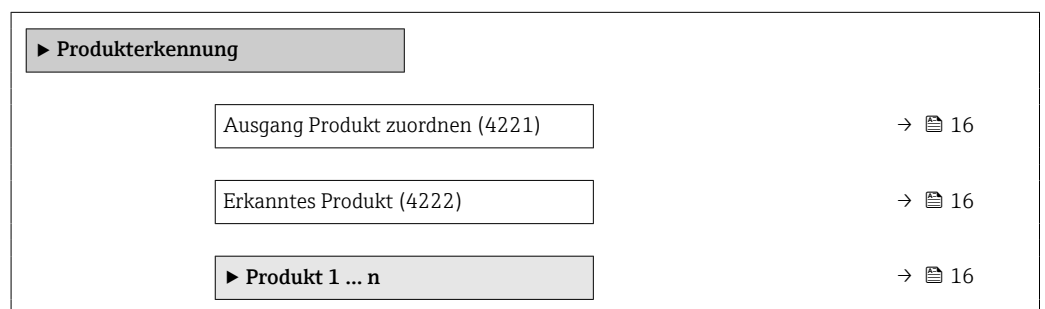 ▶ Produkterkennung
Ausgang Produkt zuordnen (4221) → 🖺 16
Erkanntes Produkt (4222) → 🖺 16
▶ Produkt 1 ... n → 🖺 16